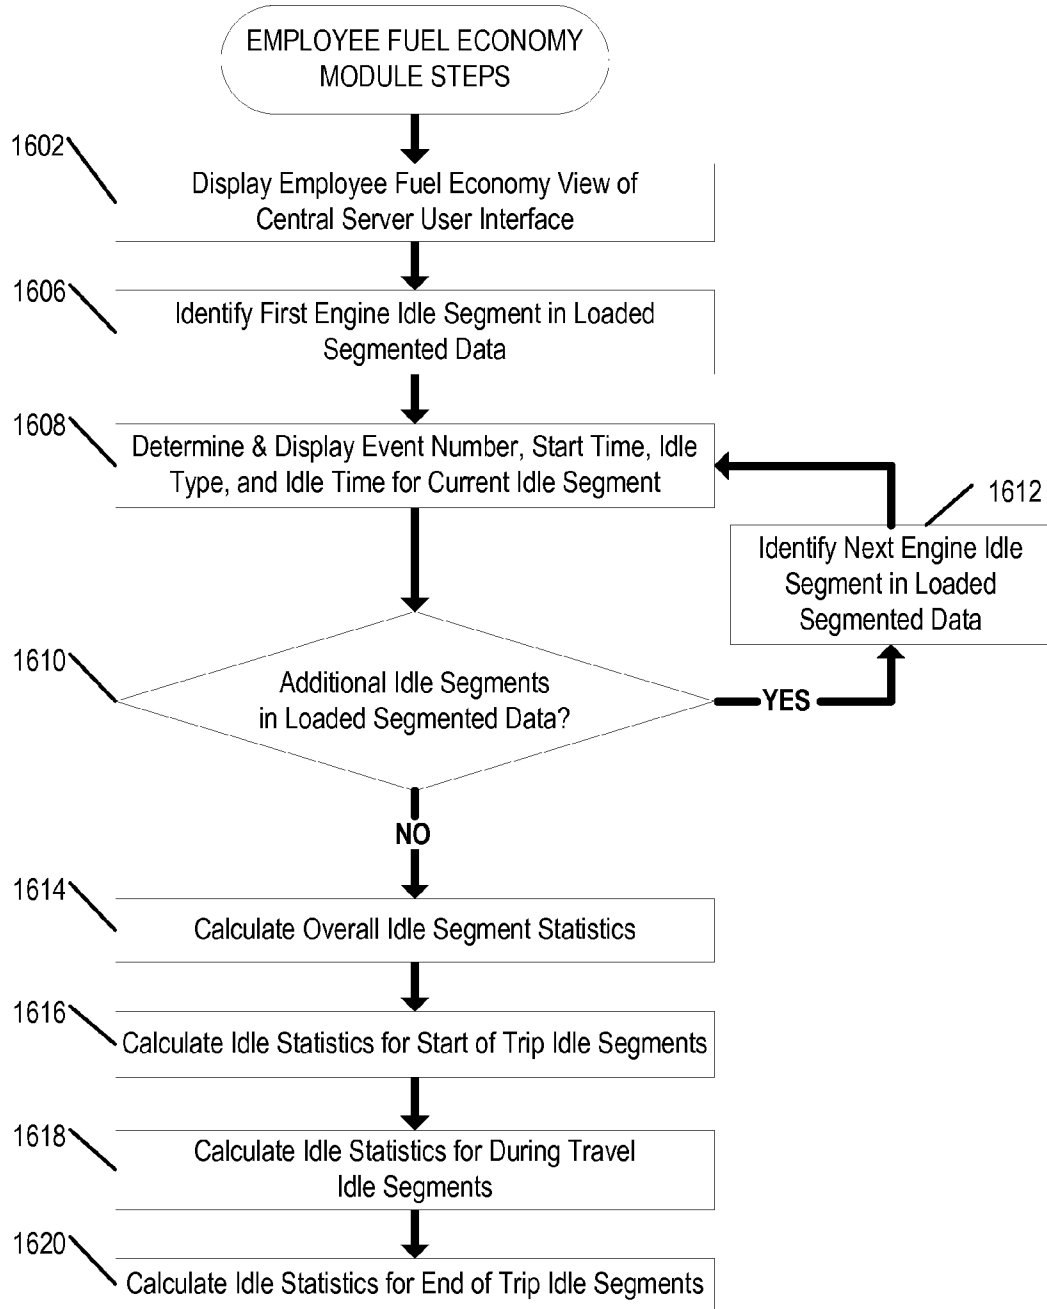 EMPLOYEE FUEL ECONOMY
MODULE STEPS
1602
Display Employee Fuel Economy View of
Central Server User Interface
1606
Identify First Engine Idle Segment in Loaded
Segmented Data
1608
Determine & Display Event Number, Start Time, Idle
Type, and Idle Time for Current Idle Segment
1612
Identify Next Engine Idle
Segment in Loaded
Segmented Data
1610
Additional Idle Segments
in Loaded Segmented Data?
YES
NO
1614
Calculate Overall Idle Segment Statistics
1616
Calculate Idle Statistics for Start of Trip Idle Segments
1618
Calculate Idle Statistics for During Travel
Idle Segments
1620
Calculate Idle Statistics for End of Trip Idle Segments